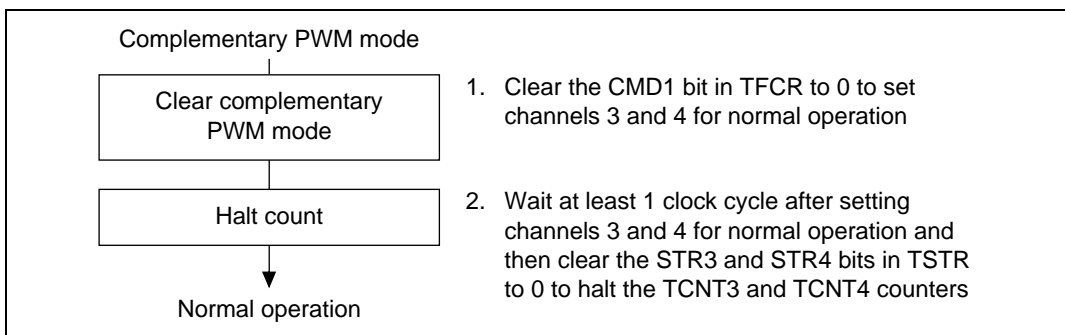 Complementary PWM mode
Clear complementary
PWM mode
1. Clear the CMD1 bit in TFCR to 0 to set
channels 3 and 4 for normal operation
Halt count
2. Wait at least 1 clock cycle after setting
channels 3 and 4 for normal operation and
then clear the STR3 and STR4 bits in TSTR
to 0 to halt the TCNT3 and TCNT4 counters
Normal operation